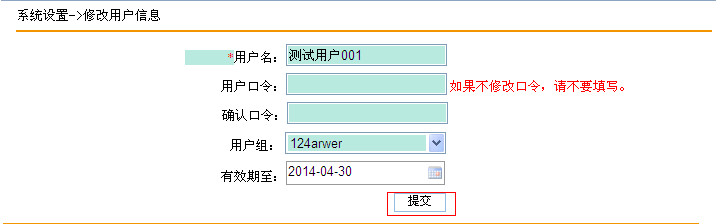 系统设置->修改用户信息
*用户名：测试用户001
用户口令：如果不修改口令，请不要填写。
确认口令：
用户组：124arwer
有效期至：2014-04-30
提交